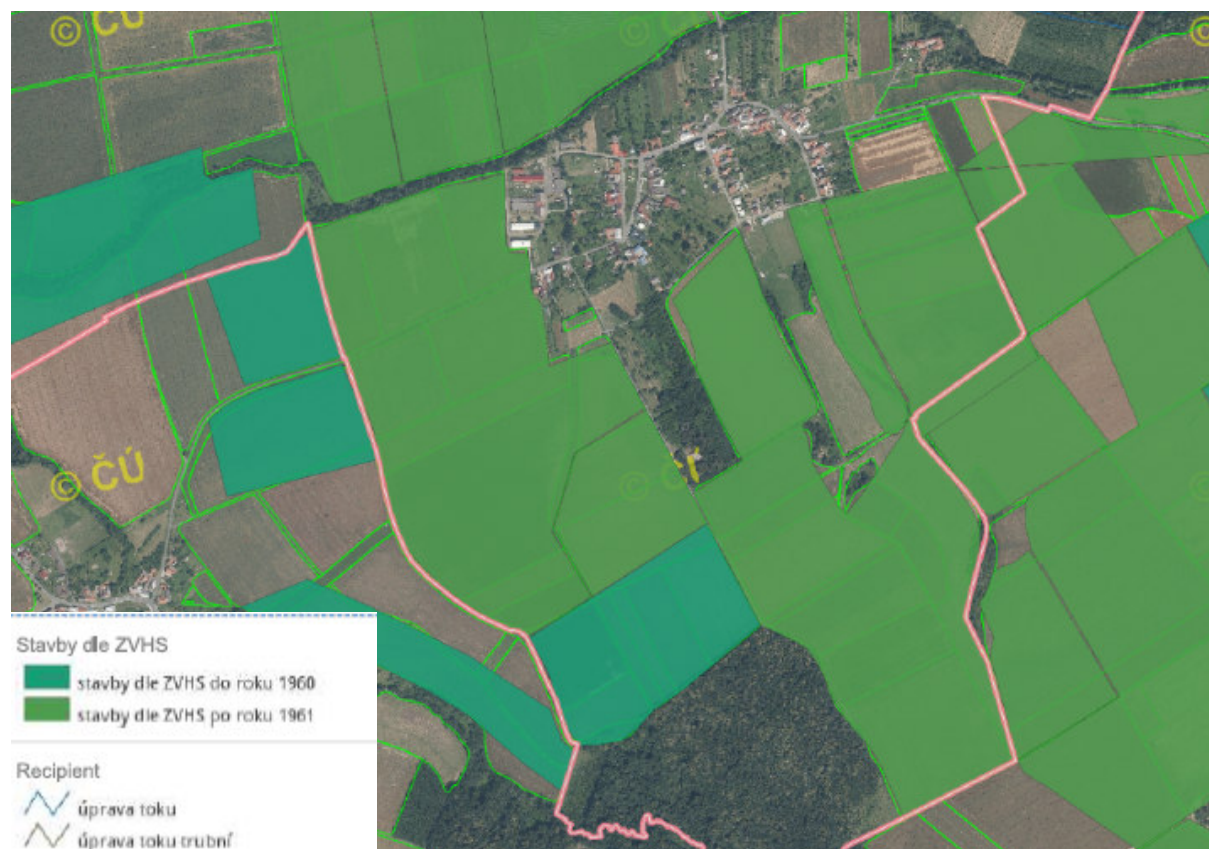 © ČÚ
© Č
©
© ČÚ
©
Stavby dle ZVHS
stavby dle ZVHS do roku 1960
stavby dle ZVHS po roku 1961
Recipient
úprava toku
úprava toku trubní